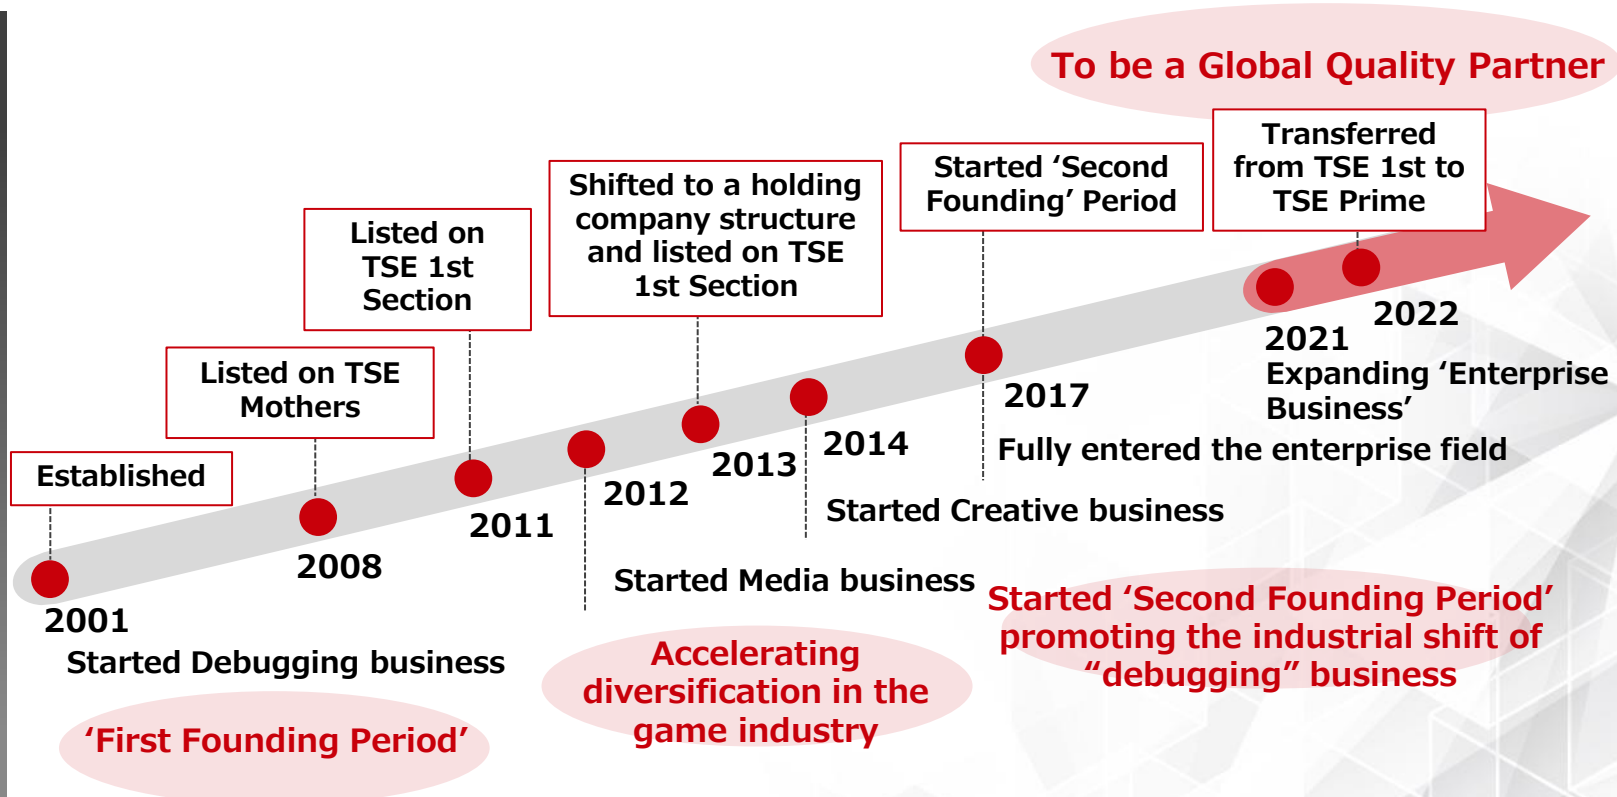 To be a Global Quality Partner
Transferred
from TSE 1st to
TSE Prime
Started ‘Second
Founding’ Period
Shifted to a holding
company structure
and listed on TSE
1st Section
Listed on
TSE 1st
Section
Listed on TSE
Mothers
Established
2001
Started Debugging business
2008
2011
2012
Started Media business
2013
2014
Started Creative business
2017
Fully entered the enterprise field
2021
Expanding ‘Enterprise
Business’
2022
‘First Founding Period’
Accelerating
diversification in the
game industry
Started ‘Second Founding Period’
promoting the industrial shift of
“debugging” business